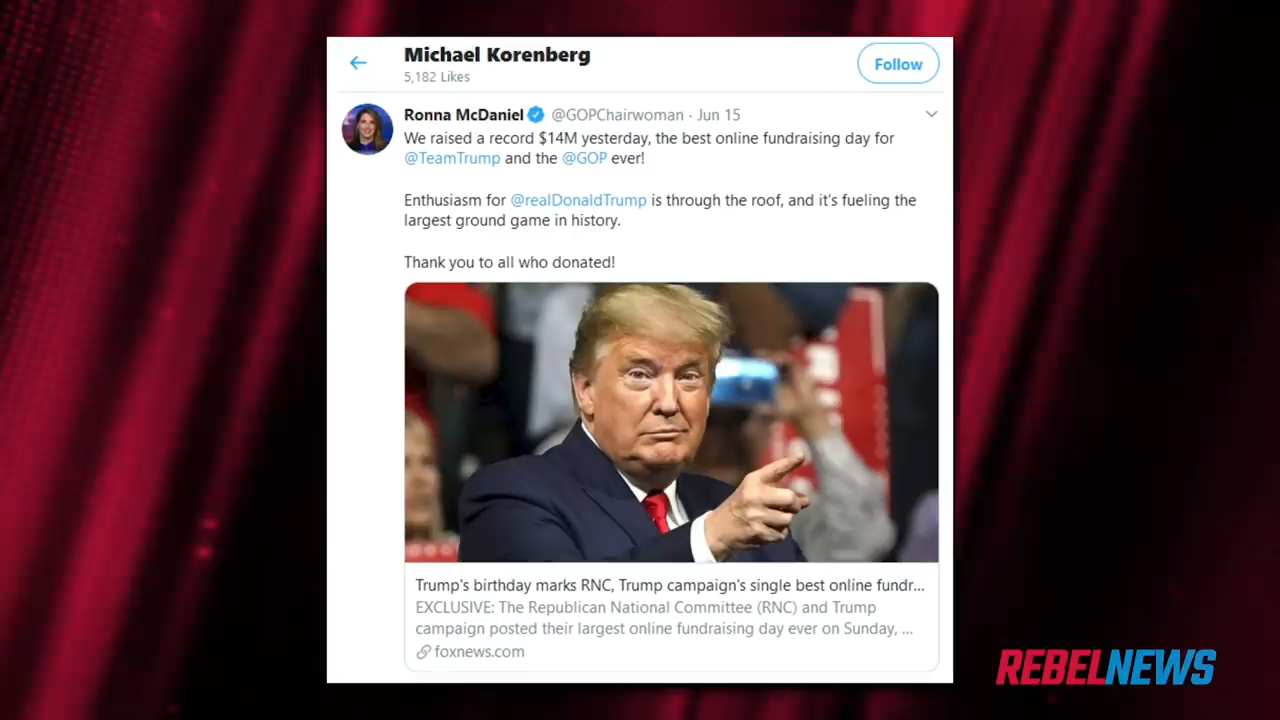 Michael Korenberg
5,182 Likes
Follow
Ronna McDaniel @GOPChairwoman · Jun 15
We raised a record $14M yesterday, the best online fundraising day for
@TeamTrump and the @GOP ever!
Enthusiasm for @realDonaldTrump is through the roof, and it's fueling the
largest ground game in history.
Thank you to all who donated!
Trump's birthday marks RNC, Trump campaign's single best online fundr...
EXCLUSIVE: The Republican National Committee (RNC) and Trump
campaign posted their largest online fundraising day ever on Sunday, ...
foxnews.com
REBELNEWS